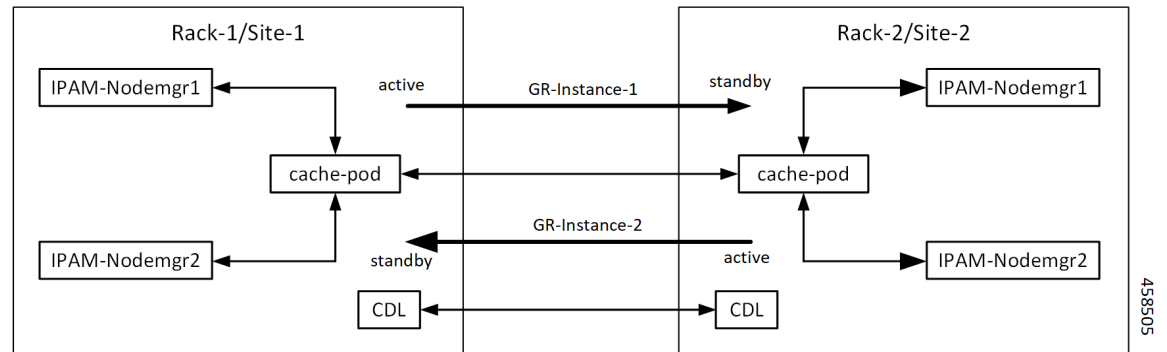 Rack-1/Site-1
Rack-2/Site-2
IPAM-Nodemgr1
active
GR-Instance-1
standby
IPAM-Nodemgr1
cache-pod
cache-pod
IPAM-Nodemgr2
standby
GR-Instance-2
active
IPAM-Nodemgr2
CDL
CDL
458505